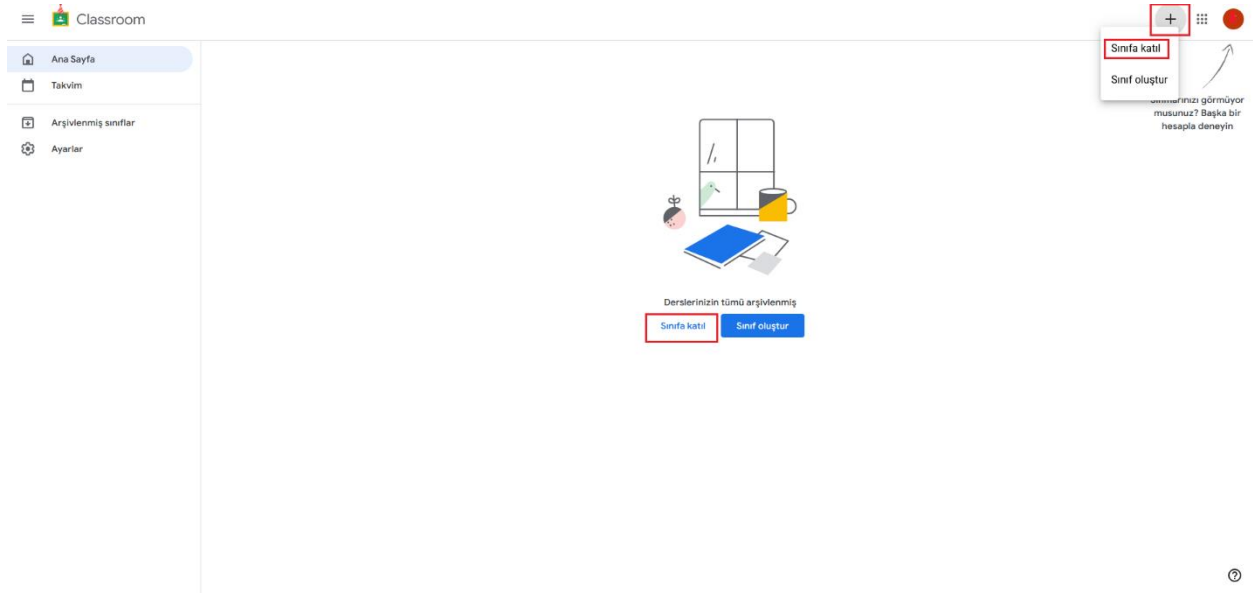 Classroom
Sınıfa katıl
Sınıf oluştur
Ana Sayfa
Takvim
Arşivlenmiş sınıflar
Ayarlar
görmüyor
musunuz? Başka bir
hesapla deneyin
Derslerinizin tümü arşivlenmiş
Sınıfa katıl
Sınıf oluştur